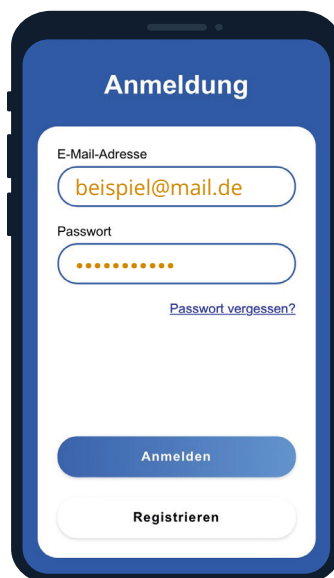 Anmeldung
E-Mail-Adresse
beispiel@mail.de
Passwort
•••••••••••
Passwort vergessen?
Anmelden
Registrieren